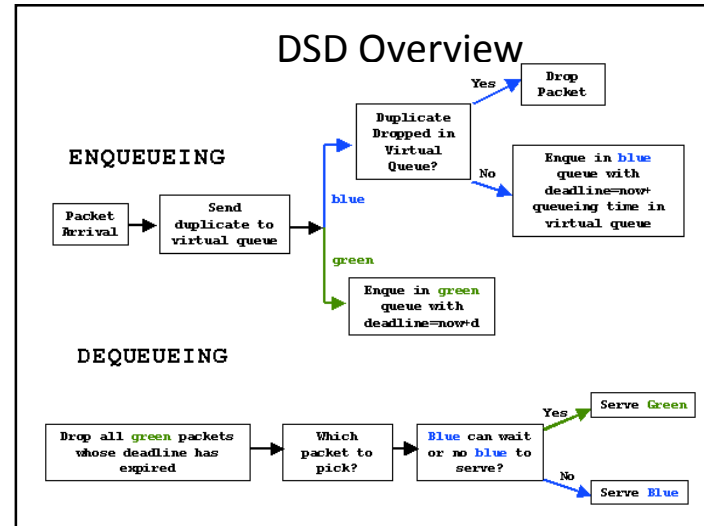 DSD Overview
ENQUEUEING
Packet
Arrival
Send
duplicate to
virtual queue
blue
green
Duplicate
Dropped in
Virtual
Queue?
Yes
Drop
Packet
No
Enque in blue
queue with
deadline=now+
queueing time in
virtual queue
Enque in green
queue with
deadline=now+d
DEQUEUEING
Drop all green packets
whose deadline has
expired
Which
packet to
pick?
Blue can wait
or no blue to
serve?
Yes
Serve Green
No
Serve Blue